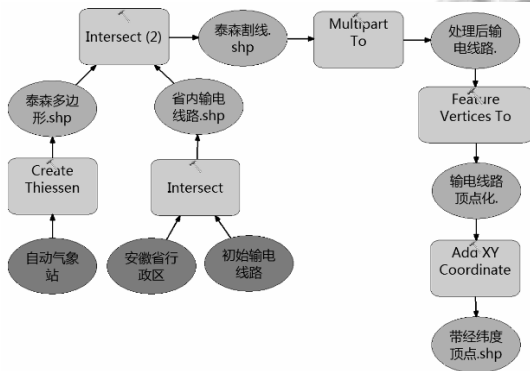 Intersect (2)
泰森割线.
shp
Multipart
To
处理后输
电线路.
泰森多边
形.shp
省内输电
线路.shp
Feature
Vertices To
Create
Thiessen
Intersect
输电线路
顶点化.
自动气象
站
安徽省行
政区
初始输电
线路
Add XY
Coordinate
带经纬度
顶点.shp